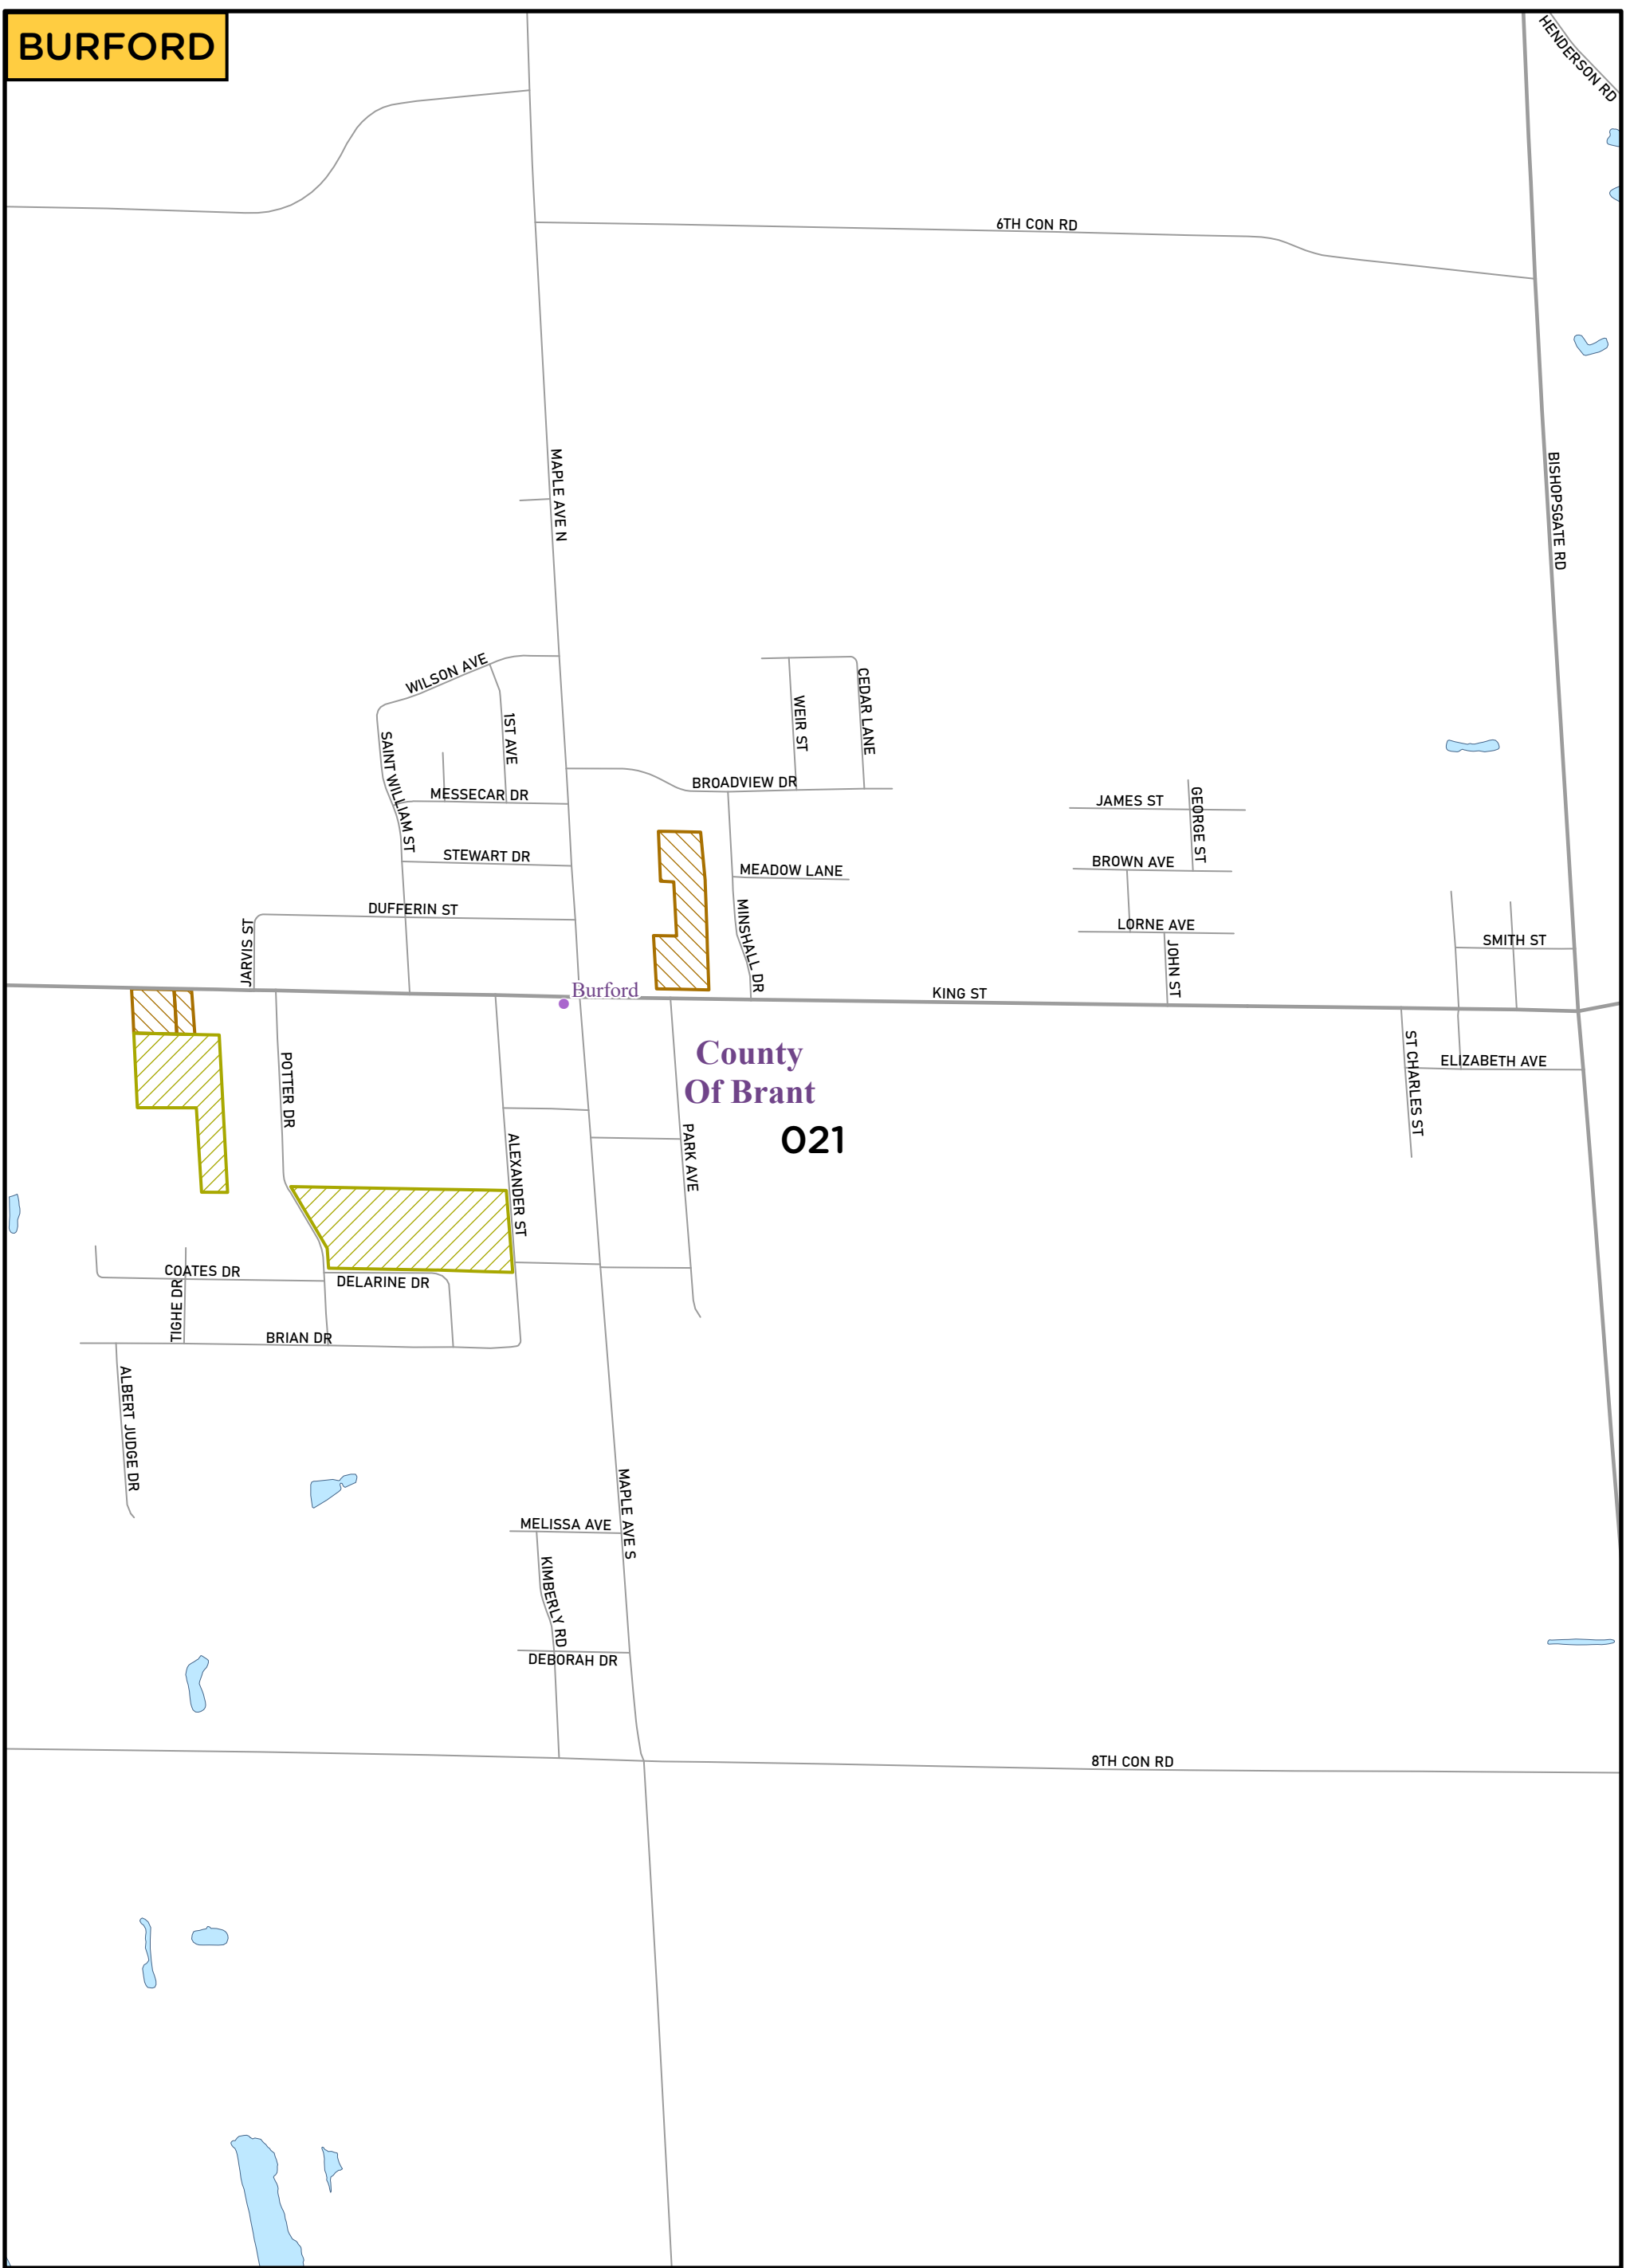 BURFORD
HENDERSON RD
6TH CON RD
MAPLE AVE N
BISHOPSGATE RD
WILSON AVE
1ST AVE
WEIR ST
CEDAR LANE
SAINT WILLIAM ST
MESSECAR DR
BROADVIEW DR
JAMES ST
GEORGE ST
STEWART DR
MEADOW LANE
BROWN AVE
DUFFERIN ST
MINSHALL DR
LORNE AVE
JARVIS ST
JOHN ST
SMITH ST
Burford
KING ST
POTTER DR
County
Of Brant
021
ST CHARLES ST
ELIZABETH AVE
ALEXANDER ST
PARK AVE
COATES DR
TIGHE DR
DELARINE DR
BRIAN DR
ALBERT JUDGE DR
MAPLE AVE S
MELISSA AVE
KIMBERLY RD
DEBORAH DR
8TH CON RD